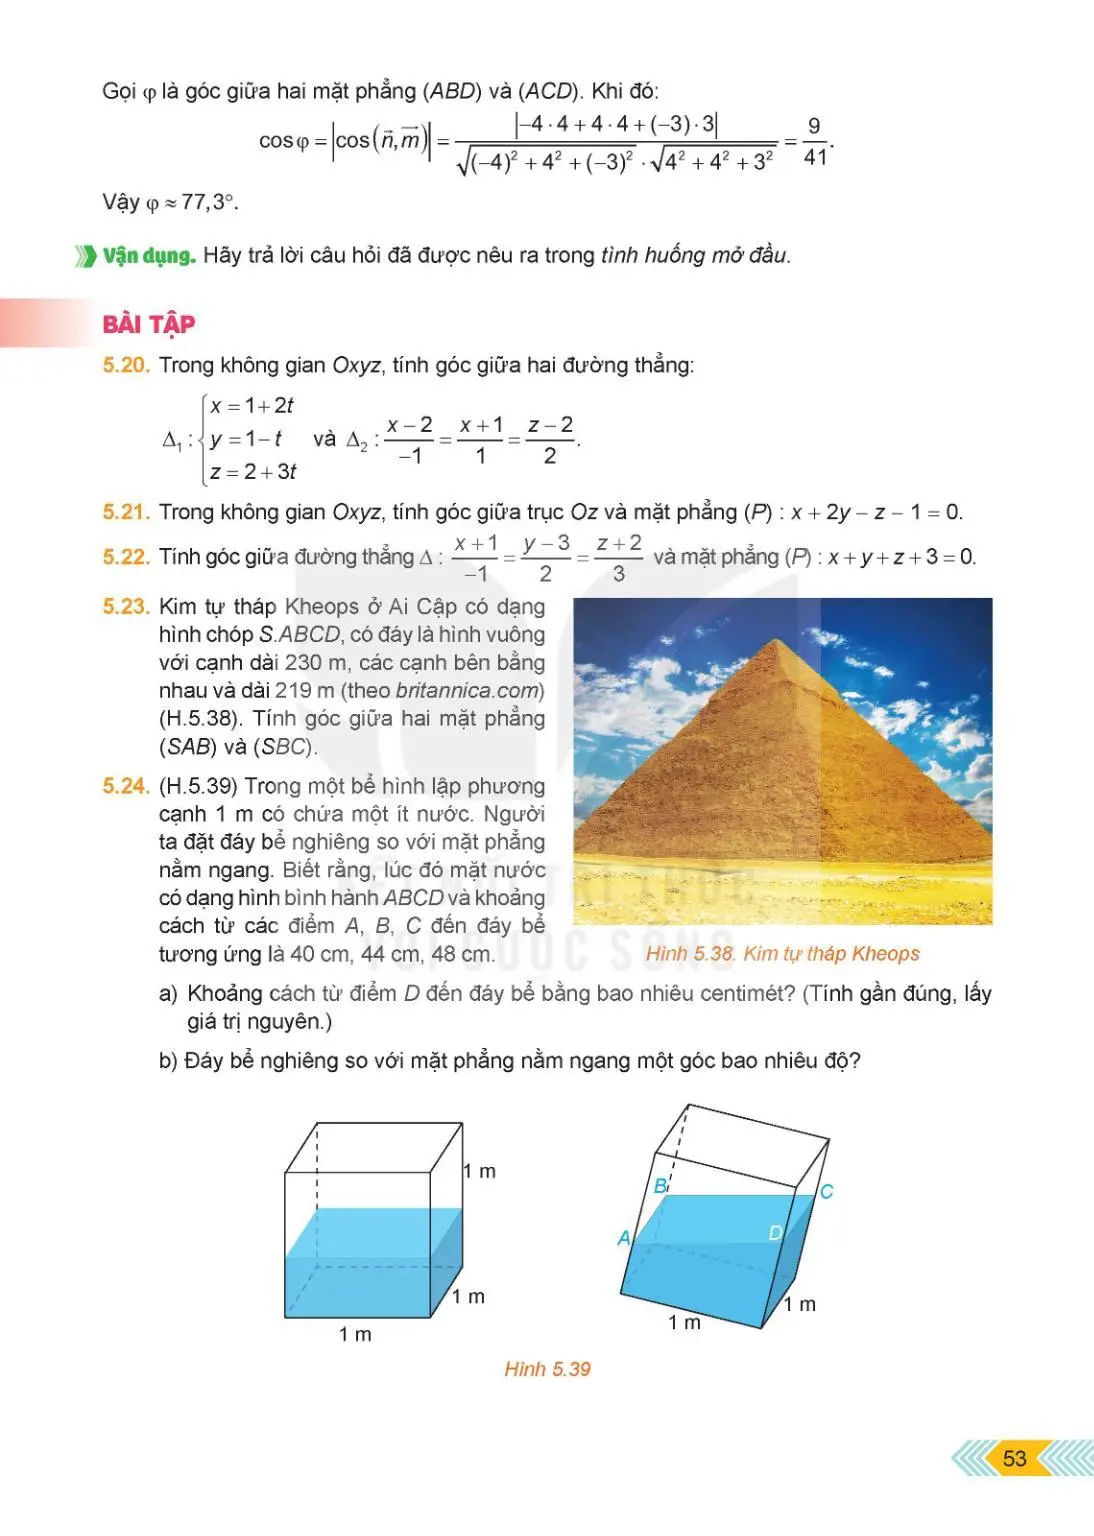 Gọi φ là góc giữa hai mặt phẳng (ABD) và (ACD). Khi đó:
cosφ = |cos(n⃗, m⃗)| = |−4 · 4 + 4 · 4 + (−3) · 3| / (√((−4)² + 4² + (−3)²) · √(4² + 4² + 3²)) = 9/41.
Vậy φ ≈ 77,3°.
Vận dụng. Hãy trả lời câu hỏi đã được nêu ra trong tình huống mở đầu.
BÀI TẬP
5.20. Trong không gian Oxyz, tính góc giữa hai đường thẳng:
Δ₁ : { x = 1 + 2t
y = 1 − t
z = 2 + 3t
và Δ₂ : (x − 2)/−1 = (x + 1)/1 = (z − 2)/2.
5.21. Trong không gian Oxyz, tính góc giữa trục Oz và mặt phẳng (P) : x + 2y − z − 1 = 0.
5.22. Tính góc giữa đường thẳng Δ : (x + 1)/−1 = (y − 3)/2 = (z + 2)/3 và mặt phẳng (P) : x + y + z + 3 = 0.
5.23. Kim tự tháp Kheops ở Ai Cập có dạng
hình chóp S.ABCD, có đáy là hình vuông
với cạnh dài 230 m, các cạnh bên bằng
nhau và dài 219 m (theo britannica.com)
(H.5.38). Tính góc giữa hai mặt phẳng
(SAB) và (SBC).
5.24. (H.5.39) Trong một bể hình lập phương
cạnh 1 m có chứa một ít nước. Người
ta đặt đáy bể nghiêng so với mặt phẳng
nằm ngang. Biết rằng, lúc đó mặt nước
có dạng hình bình hành ABCD và khoảng
cách từ các điểm A, B, C đến đáy bể
tương ứng là 40 cm, 44 cm, 48 cm.
Hình 5.38. Kim tự tháp Kheops
a) Khoảng cách từ điểm D đến đáy bể bằng bao nhiêu centimét? (Tính gần đúng, lấy
giá trị nguyên.)
b) Đáy bể nghiêng so với mặt phẳng nằm ngang một góc bao nhiêu độ?
1 m
1 m
1 m
B
C
A
D
1 m
1 m
Hình 5.39
KẾT NỐI TRI THỨC
VỚI CUỘC SỐNG
53